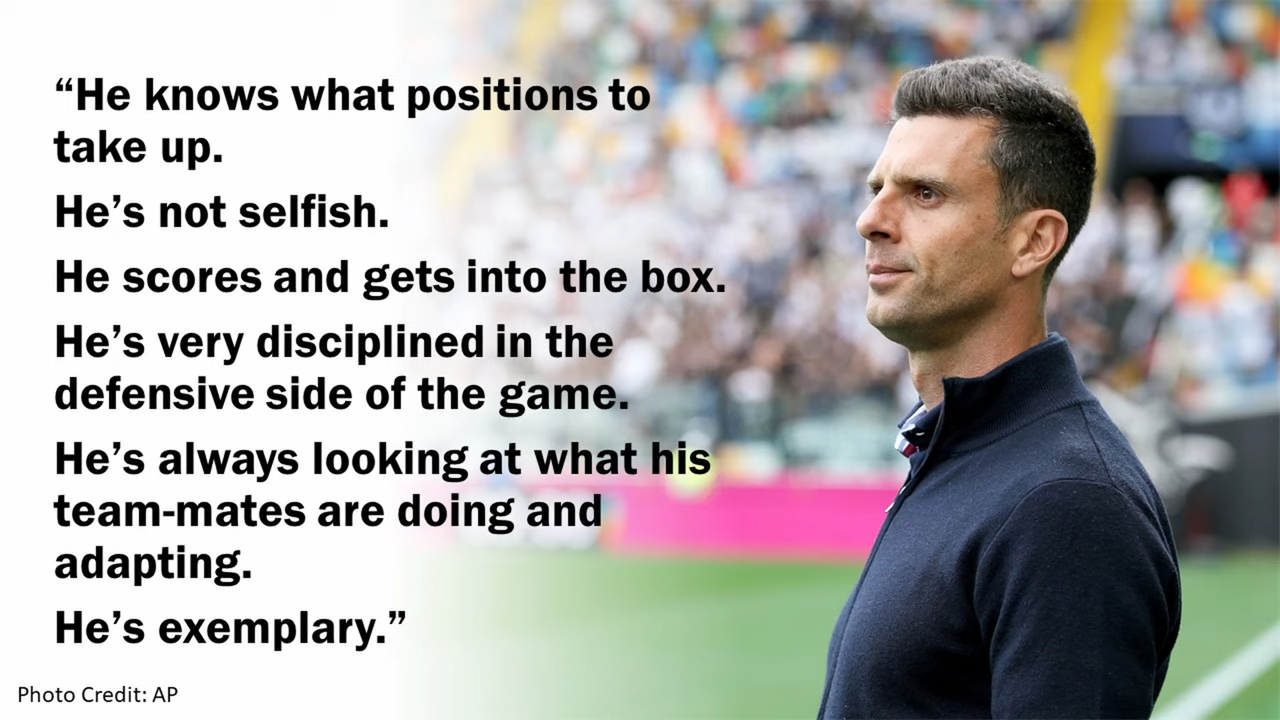 “He knows what positions to
take up.
He’s not selfish.
He scores and gets into the box.
He’s very disciplined in the
defensive side of the game.
He’s always looking at what his
team-mates are doing and
adapting.
He’s exemplary.”
Photo Credit: AP